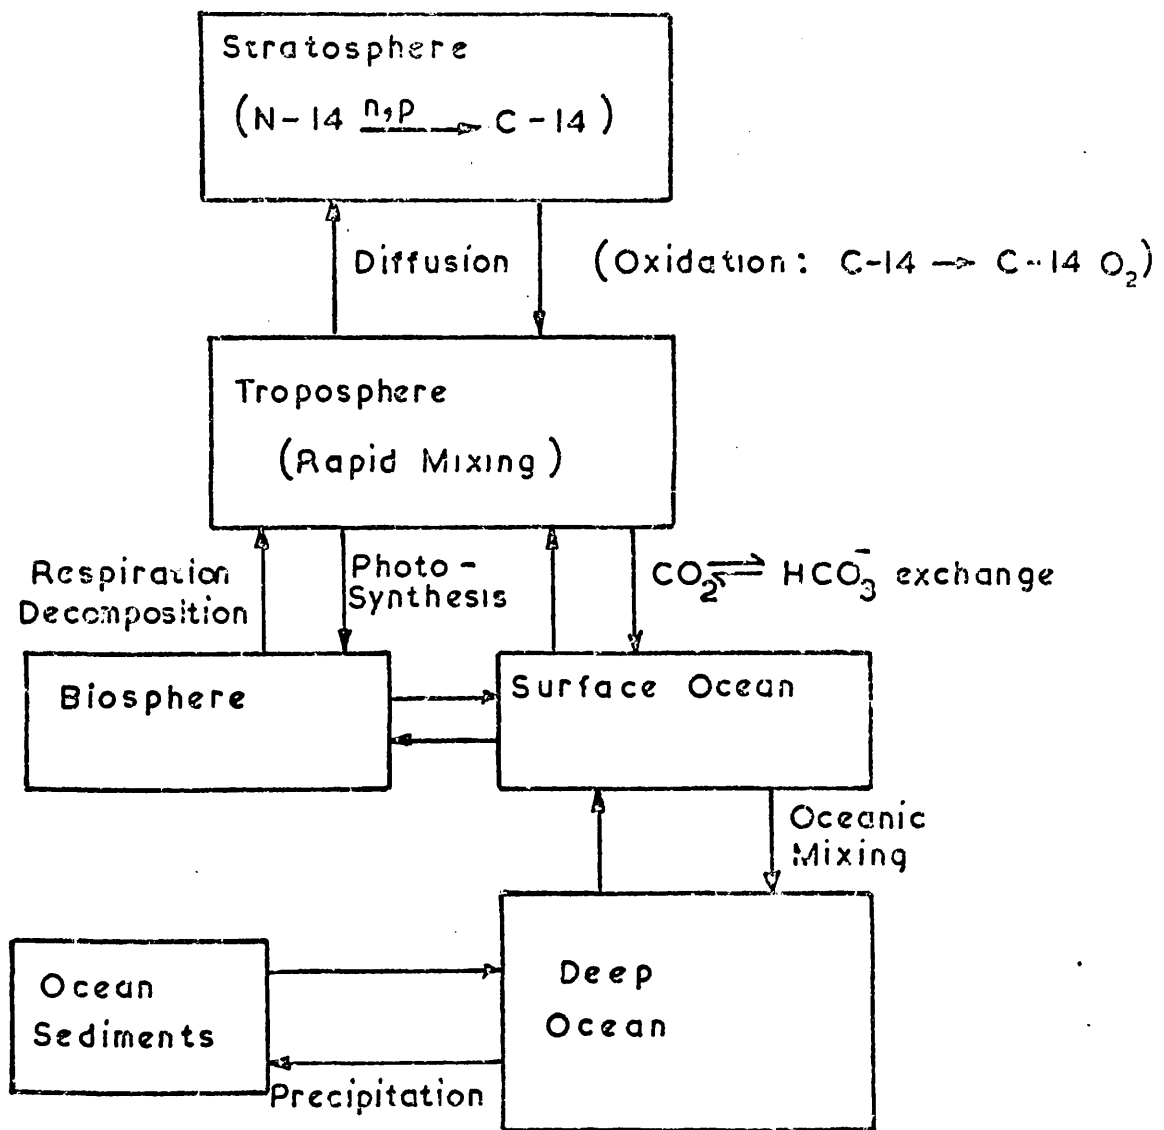 Stratosphere
(N-14 n,p → C-14)
Diffusion
(Oxidation: C-14 → C-14 O₂)
Troposphere
(Rapid Mixing)
Respiration
Decomposition
Photo-
Synthesis
CO₂ ⇌ HCO₃⁻ exchange
Biosphere
Surface Ocean
Oceanic
Mixing
Deep
Ocean
Ocean
Sediments
Precipitation